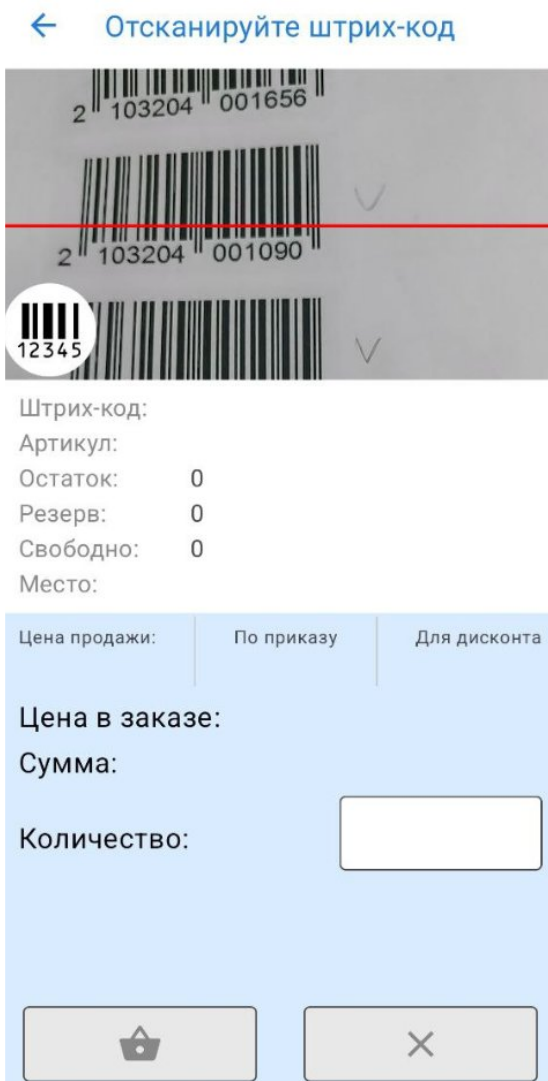 Отсканируйте штрих-код
2 103204 001656
2 103204 001090
12345
Штрих-код:
Артикул:
Остаток: 0
Резерв: 0
Свободно: 0
Место:
Цена продажи: По приказу Для дисконта
Цена в заказе:
Сумма:
Количество: